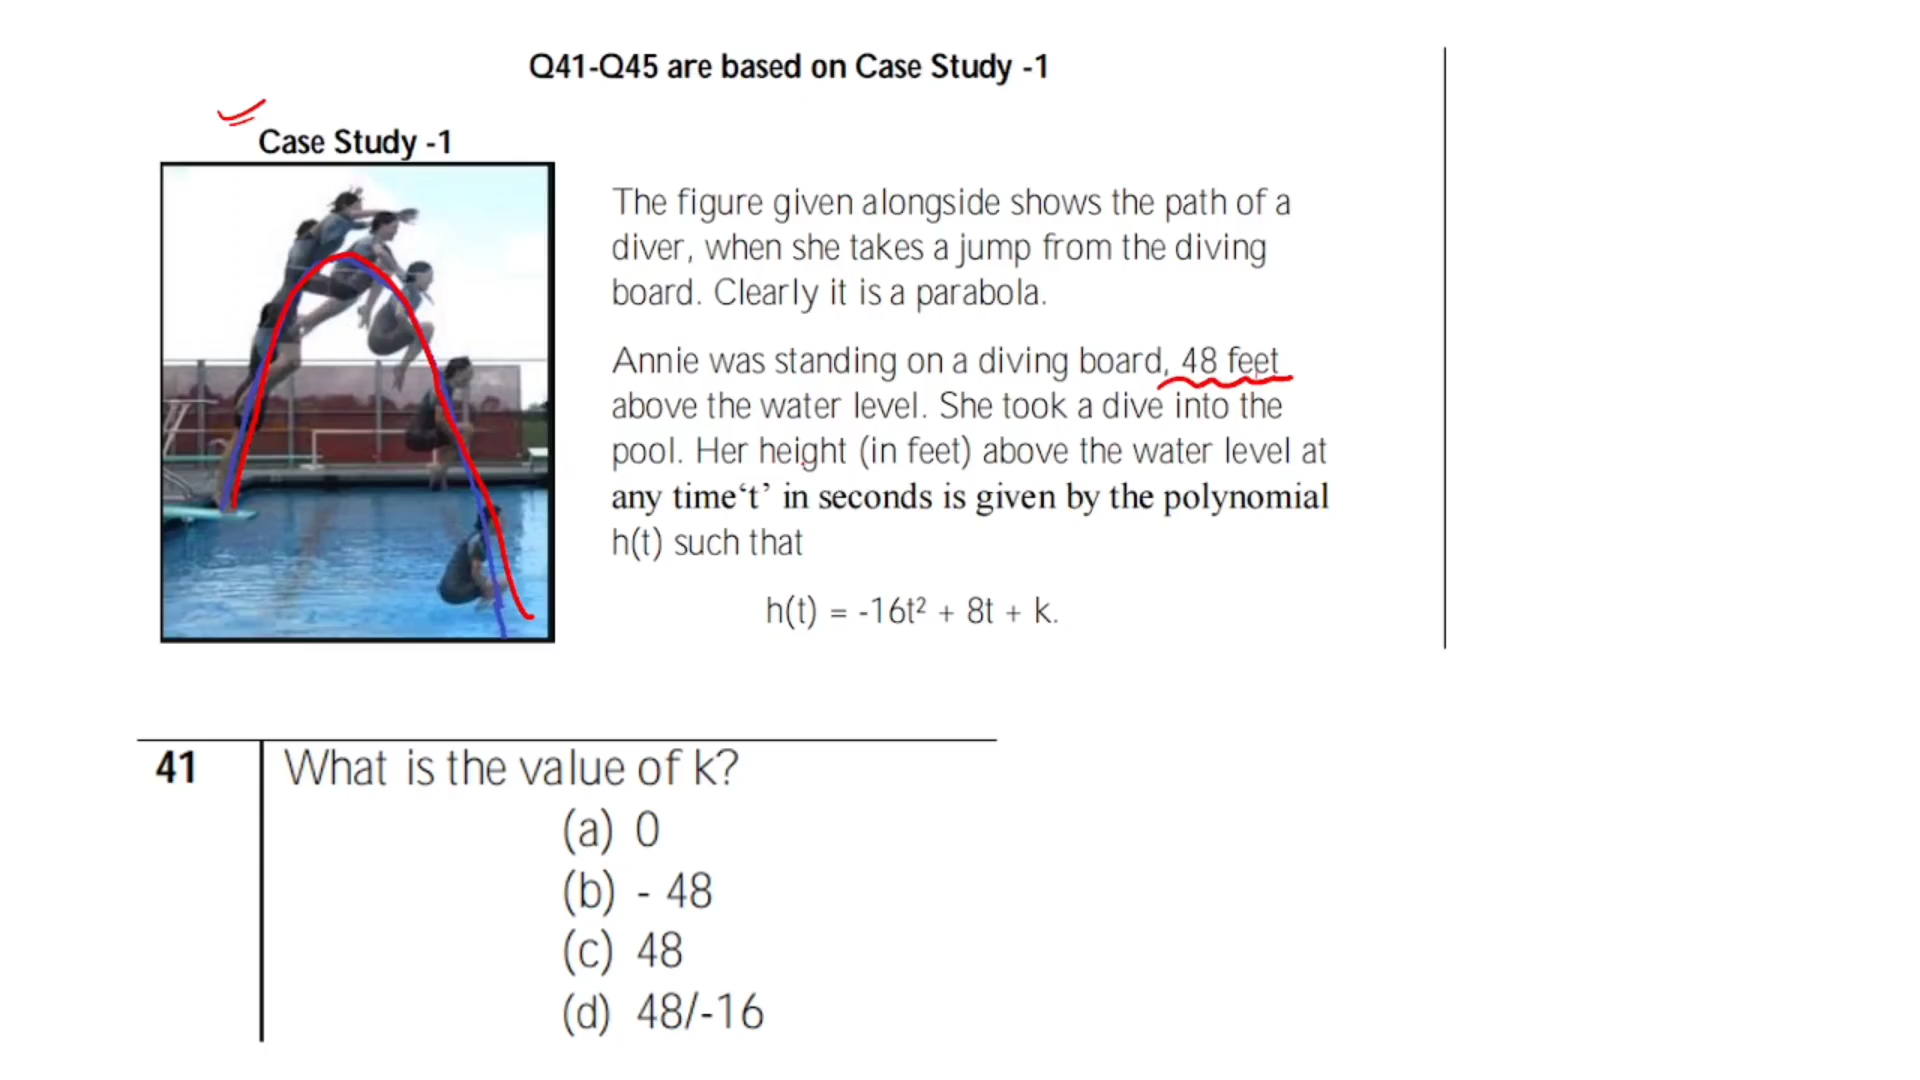 Q41-Q45 are based on Case Study -1
Case Study -1
The figure given alongside shows the path of a
diver, when she takes a jump from the diving
board. Clearly it is a parabola.
Annie was standing on a diving board, 48 feet
above the water level. She took a dive into the
pool. Her height (in feet) above the water level at
any time‘t’ in seconds is given by the polynomial
h(t) such that
h(t) = -16t² + 8t + k.
41 What is the value of k?
(a) 0
(b) - 48
(c) 48
(d) 48/-16